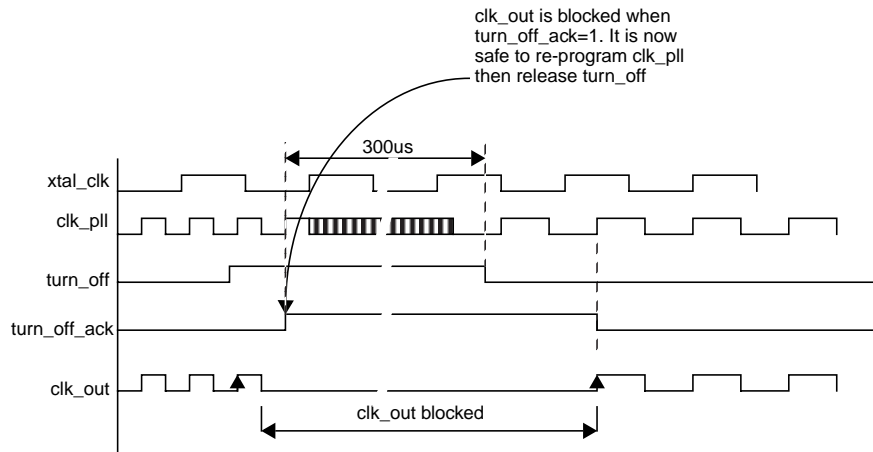 clk_out is blocked when
turn_off_ack=1. It is now
safe to re-program clk_pll
then release turn_off
300us
xtal_clk
clk_pll
turn_off
turn_off_ack
clk_out
clk_out blocked